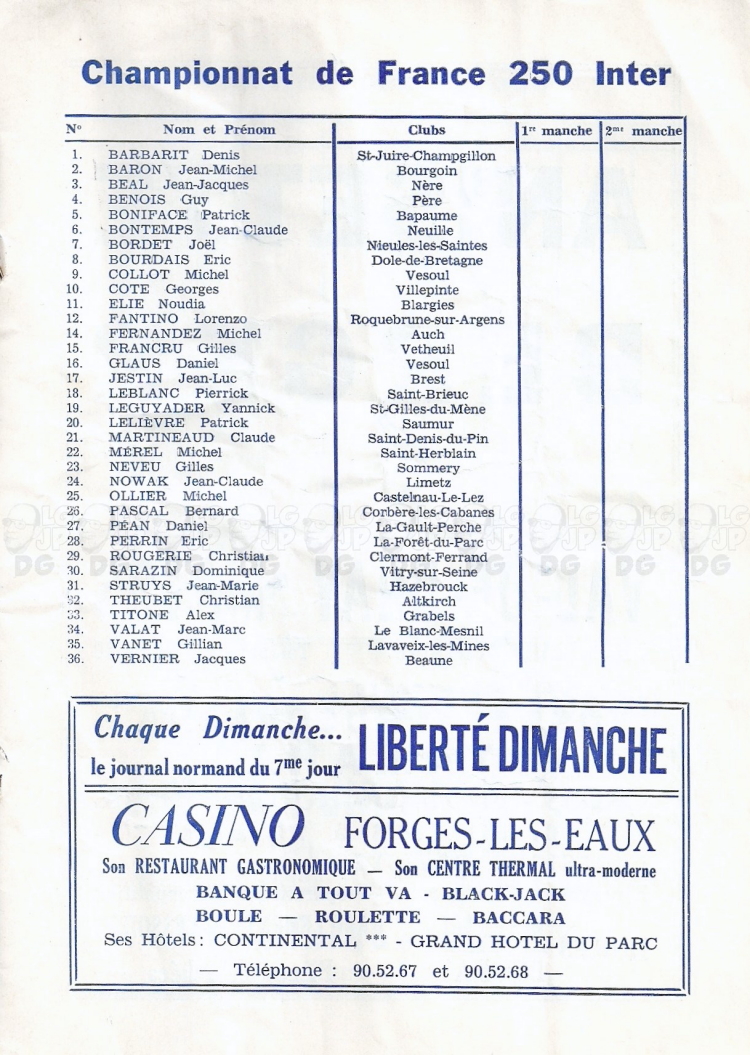 Championnat de France 250 Inter
N° Nom et Prénom Clubs 1re manche 2me manche
1. BARBARIT Denis St-Juire-Champgillon
2. BARON Jean-Michel Bourgoin
3. BEAL Jean-Jacques Nère
4. BENOIS Guy Père
5. BONIFACE Patrick Bapaume
6. BONTEMPS Jean-Claude Neuille
7. BORDET Joël Nieules-les-Saintes
8. BOURDAIS Eric Dole-de-Bretagne
9. COLLOT Michel Vesoul
10. COTE Georges Villepinte
11. ELIE Noudia Blargies
12. FANTINO Lorenzo Roquebrune-sur-Argens
14. FERNANDEZ Michel Auch
15. FRANCRU Gilles Vetheuil
16. GLAUS Daniel Vesoul
17. JESTIN Jean-Luc Brest
18. LEBLANC Pierrick Saint-Brieuc
19. LEGUYADER Yannick St-Gilles-du-Mène
20. LELIÈVRE Patrick Saumur
21. MARTINEAUD Claude Saint-Denis-du-Pin
22. MÉREL Michel Saint-Herblain
23. NEVEU Gilles Sommery
24. NOWAK Jean-Claude Limetz
25. OLLIER Michel Castelnau-Le-Lez
26. PASCAL Bernard Corbère-les-Cabanes
27. PÉAN Daniel La-Gault-Perche
28. PERRIN Eric La-Forêt-du-Parc
29. ROUGERIE Christian Clermont-Ferrand
30. SARAZIN Dominique Vitry-sur-Seine
31. STRUYS Jean-Marie Hazebrouck
32. THEUBET Christian Altkirch
33. TITONE Alex Grabels
34. VALAT Jean-Marc Le Blanc-Mesnil
35. VANET Gillian Lavaveix-les-Mines
36. VERNIER Jacques Beaune
Chaque Dimanche...
le journal normand du 7me jour
LIBERTÉ DIMANCHE
CASINO FORGES-LES-EAUX
Son RESTAURANT GASTRONOMIQUE — Son CENTRE THERMAL ultra-moderne
BANQUE A TOUT VA - BLACK-JACK
BOULE — ROULETTE — BACCARA
Ses Hôtels : CONTINENTAL *** - GRAND HOTEL DU PARC
— Téléphone : 90.52.67 et 90.52.68 —